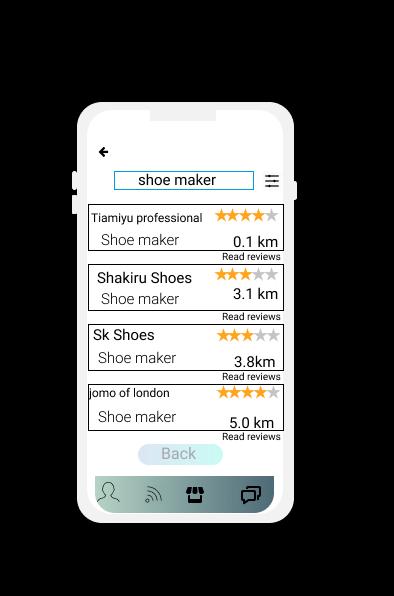 shoe maker
Tiamiyu professional
Shoe maker
0.1 km
Read reviews
Shakiru Shoes
Shoe maker
3.1 km
Read reviews
Sk Shoes
Shoe maker
3.8km
Read reviews
jomo of london
Shoe maker
5.0 km
Read reviews
Back